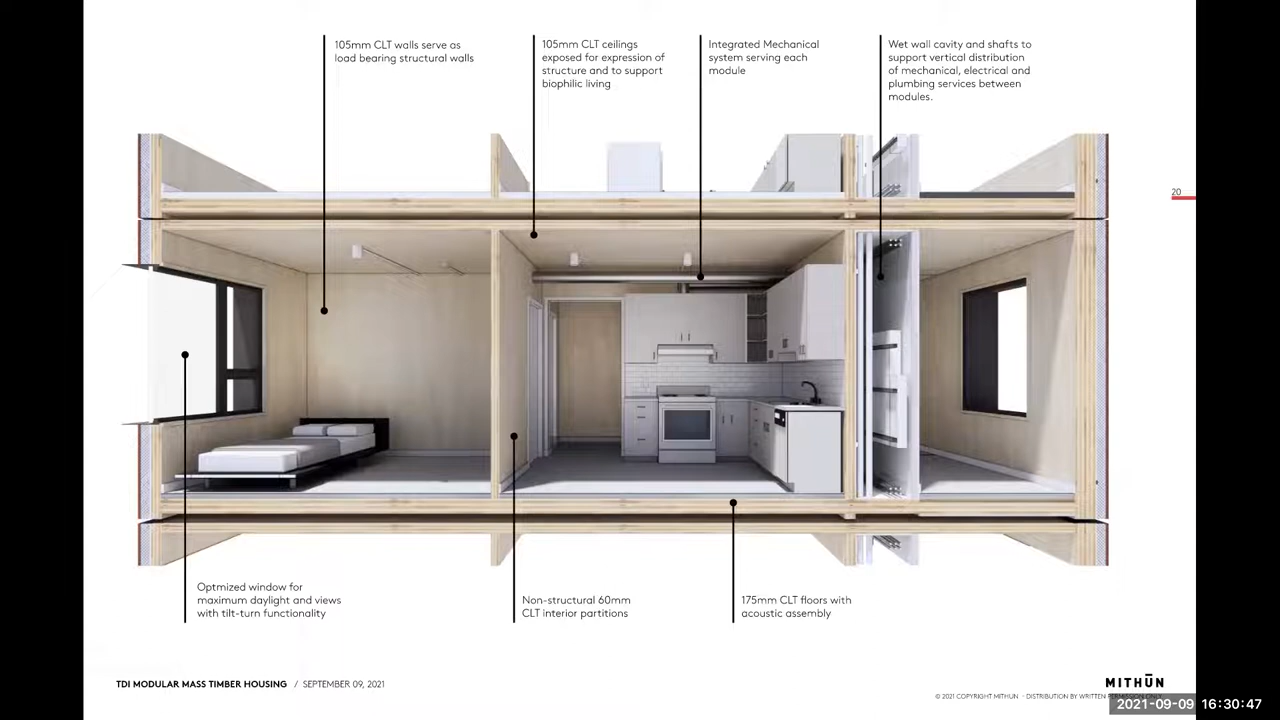 105mm CLT walls serve as
load bearing structural walls
105mm CLT ceilings
exposed for expression of
structure and to support
biophilic living
Integrated Mechanical
system serving each
module
Wet wall cavity and shafts to
support vertical distribution
of mechanical, electrical and
plumbing services between
modules.
20
Optmized window for
maximum daylight and views
with tilt-turn functionality
Non-structural 60mm
CLT interior partitions
175mm CLT floors with
acoustic assembly
TDI MODULAR MASS TIMBER HOUSING / SEPTEMBER 09, 2021
MITHŪN
© 2021 COPYRIGHT MITHUN - DISTRIBUTION BY WRITTEN PERMISSION ONLY
2021-09-09 16:30:47